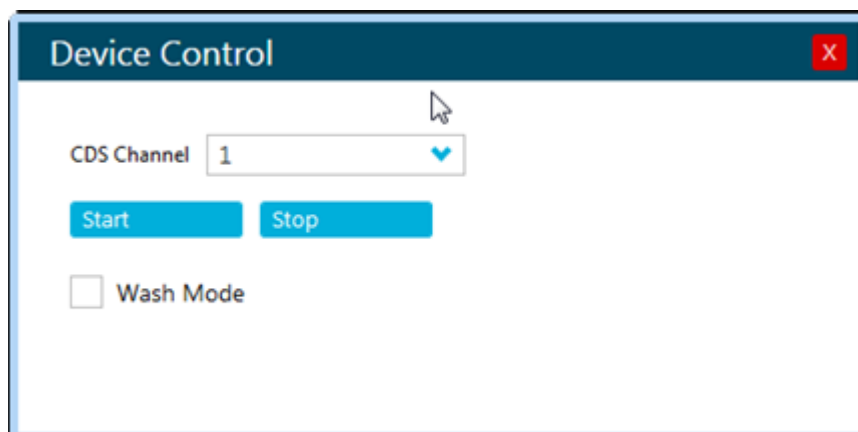 Device Control X
CDS Channel 1
Start Stop
Wash Mode